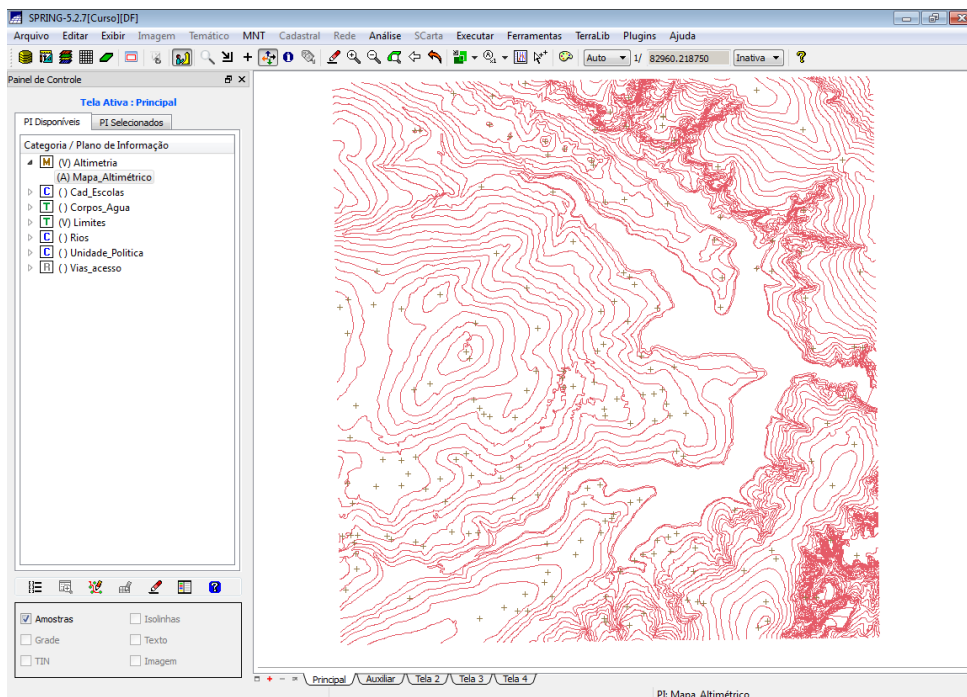 SPRING-5.2.7[Curso][DF]
Arquivo Editar Exibir Imagem Temático MNT Cadastral Rede Análise SCarta Executar Ferramentas TerraLib Plugins Ajuda
Auto 1/ 82960.218750 Inativa
Painel de Controle
Tela Ativa : Principal
PI Disponíveis PI Selecionados
Categoria / Plano de Informação
M (V) Altimetria
(A) Mapa_Altimétrico
C ( ) Cad_Escolas
T ( ) Corpos_Agua
T (V) Limites
C ( ) Rios
C ( ) Unidade_Politica
R ( ) Vias_acesso
Amostras Isolinhas
Grade Texto
TIN Imagem
Principal Auxiliar Tela 2 Tela 3 Tela 4
PI: Mapa_Altimétrico